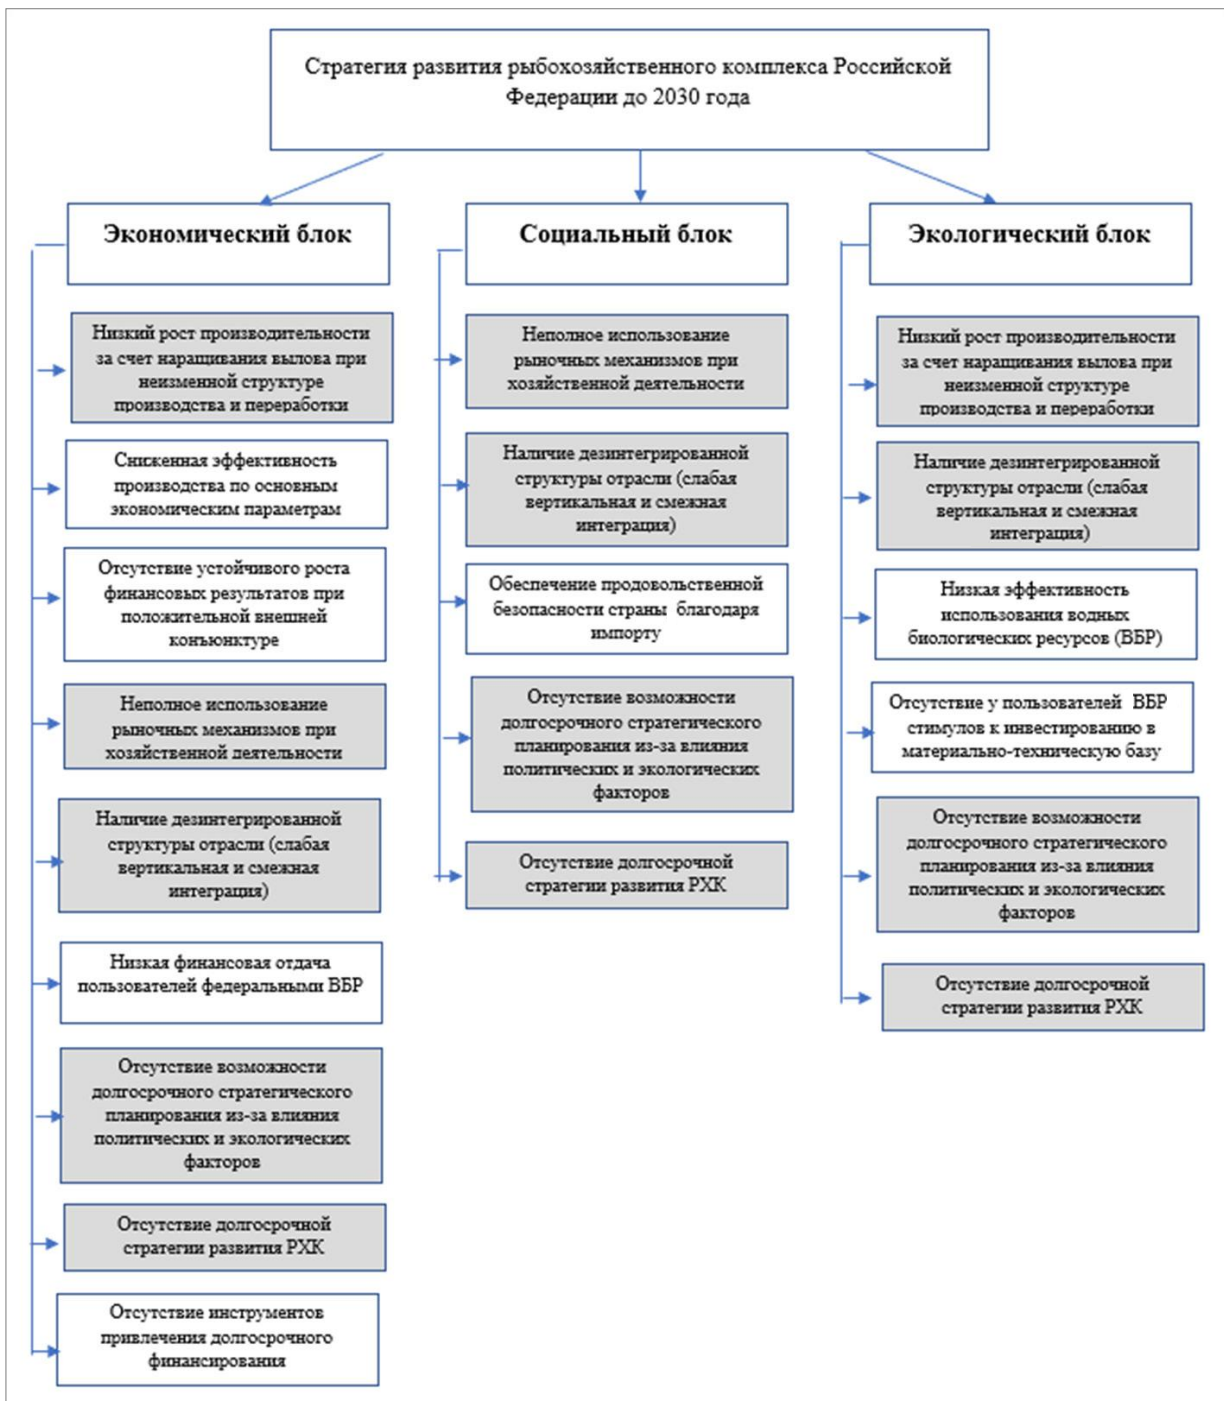 Стратегия развития рыбохозяйственного комплекса Российской
Федерации до 2030 года
Экономический блок
Низкий рост производительности
за счет наращивания вылова при
неизменной структуре
производства и переработки
Сниженная эффективность
производства по основным
экономическим параметрам
Отсутствие устойчивого роста
финансовых результатов при
положительной внешней
конъюнктуре
Неполное использование
рыночных механизмов при
хозяйственной деятельности
Наличие дезинтегрированной
структуры отрасли (слабая
вертикальная и смежная
интеграция)
Низкая финансовая отдача
пользователей федеральными ВБР
Отсутствие возможности
долгосрочного стратегического
планирования из-за влияния
политических и экологических
факторов
Отсутствие долгосрочной
стратегии развития РХК
Отсутствие инструментов
привлечения долгосрочного
финансирования
Социальный блок
Неполное использование
рыночных механизмов при
хозяйственной деятельности
Наличие дезинтегрированной
структуры отрасли (слабая
вертикальная и смежная
интеграция)
Обеспечение продовольственной
безопасности страны благодаря
импорту
Отсутствие возможности
долгосрочного стратегического
планирования из-за влияния
политических и экологических
факторов
Отсутствие долгосрочной
стратегии развития РХК
Экологический блок
Низкий рост производительности
за счет наращивания вылова при
неизменной структуре
производства и переработки
Наличие дезинтегрированной
структуры отрасли (слабая
вертикальная и смежная
интеграция)
Низкая эффективность
использования водных
биологических ресурсов (ВБР)
Отсутствие у пользователей ВБР
стимулов к инвестированию в
материально-техническую базу
Отсутствие возможности
долгосрочного стратегического
планирования из-за влияния
политических и экологических
факторов
Отсутствие долгосрочной
стратегии развития РХК